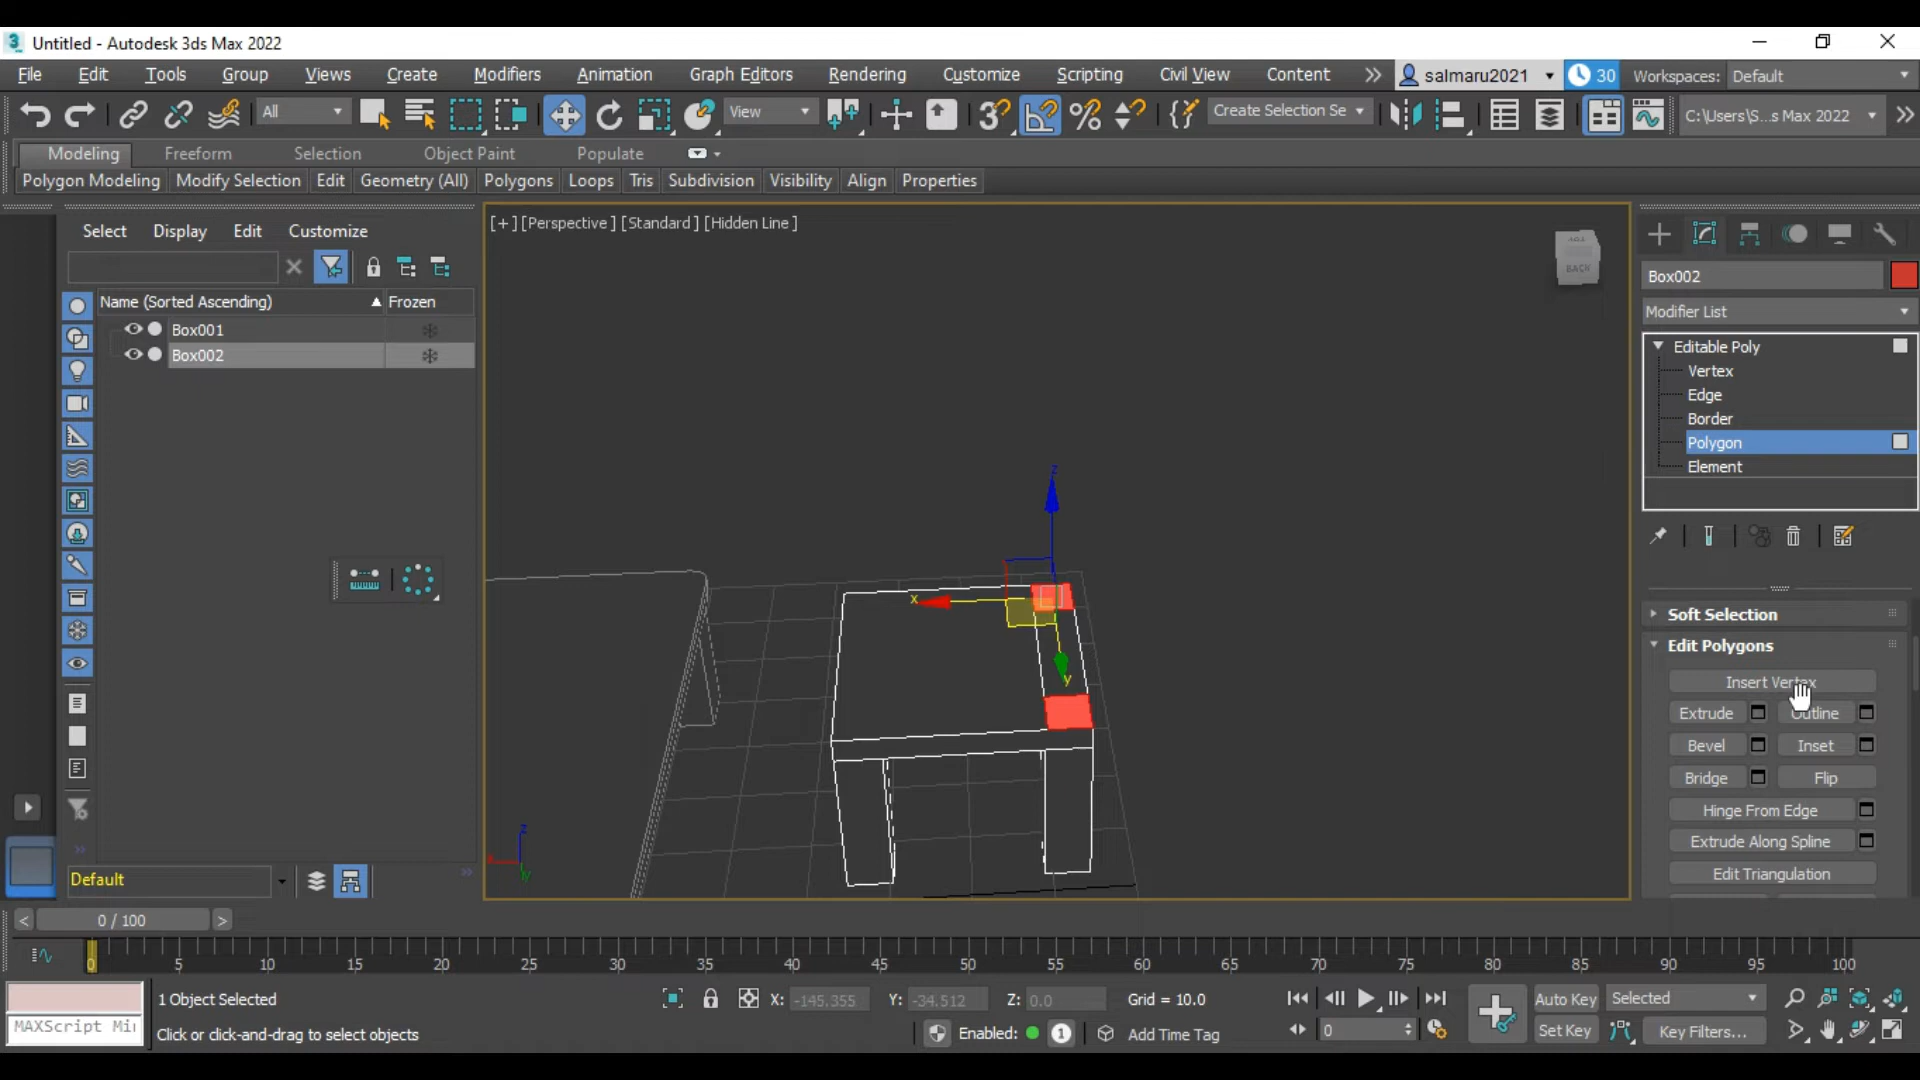 3 Untitled - Autodesk 3ds Max 2022
File Edit Tools Group Views Create Modifiers Animation Graph Editors Rendering Customize Scripting Civil View Content salmaru2021 30 Workspaces: Default
All View Create Selection Se C:\Users\S...s Max 2022
Modeling Freeform Selection Object Paint Populate
Polygon Modeling Modify Selection Edit Geometry (All) Polygons Loops Tris Subdivision Visibility Align Properties
Select Display Edit Customize
[+] [Perspective] [Standard] [Hidden Line]
BACK
Box002
Name (Sorted Ascending) Frozen
Modifier List
Box001
Box002
Editable Poly
Vertex
Edge
Border
Polygon
Element
z
x
y
Soft Selection
Edit Polygons
Insert Vertex
Extrude Outline
Bevel Inset
Bridge Flip
Hinge From Edge
Extrude Along Spline
Edit Triangulation
z
y
Default
< 0 / 100 >
0 5 10 15 20 25 30 35 40 45 50 55 60 65 70 75 80 85 90 95 100
1 Object Selected X: -145.355 Y: -34.512 Z: 0.0 Grid = 10.0 Auto Key Selected
MAXScript Mi Click or click-and-drag to select objects Enabled: 1 Add Time Tag 0 Set Key Key Filters...